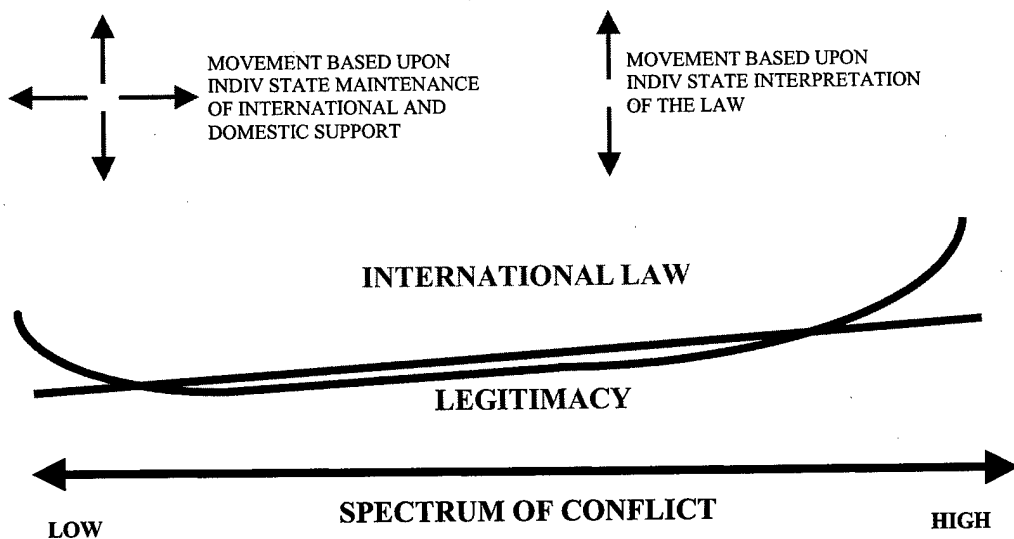 MOVEMENT BASED UPON
INDIV STATE MAINTENANCE
OF INTERNATIONAL AND
DOMESTIC SUPPORT
MOVEMENT BASED UPON
INDIV STATE INTERPRETATION
OF THE LAW
INTERNATIONAL LAW
LEGITIMACY
SPECTRUM OF CONFLICT
LOW
HIGH